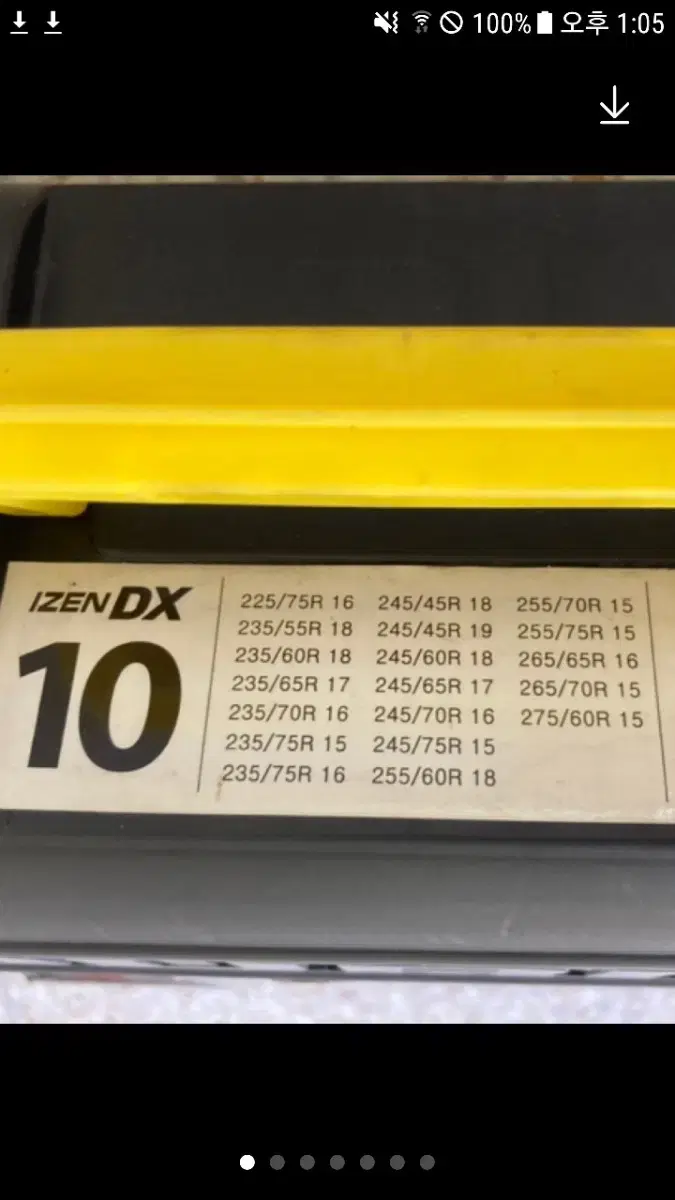 100% 오후 1:05
IZEN DX
10
225/75R 16 245/45R 18 255/70R 15
235/55R 18 245/45R 19 255/75R 15
235/60R 18 245/60R 18 265/65R 16
235/65R 17 245/65R 17 265/70R 15
235/70R 16 245/70R 16 275/60R 15
235/75R 15 245/75R 15
235/75R 16 255/60R 18